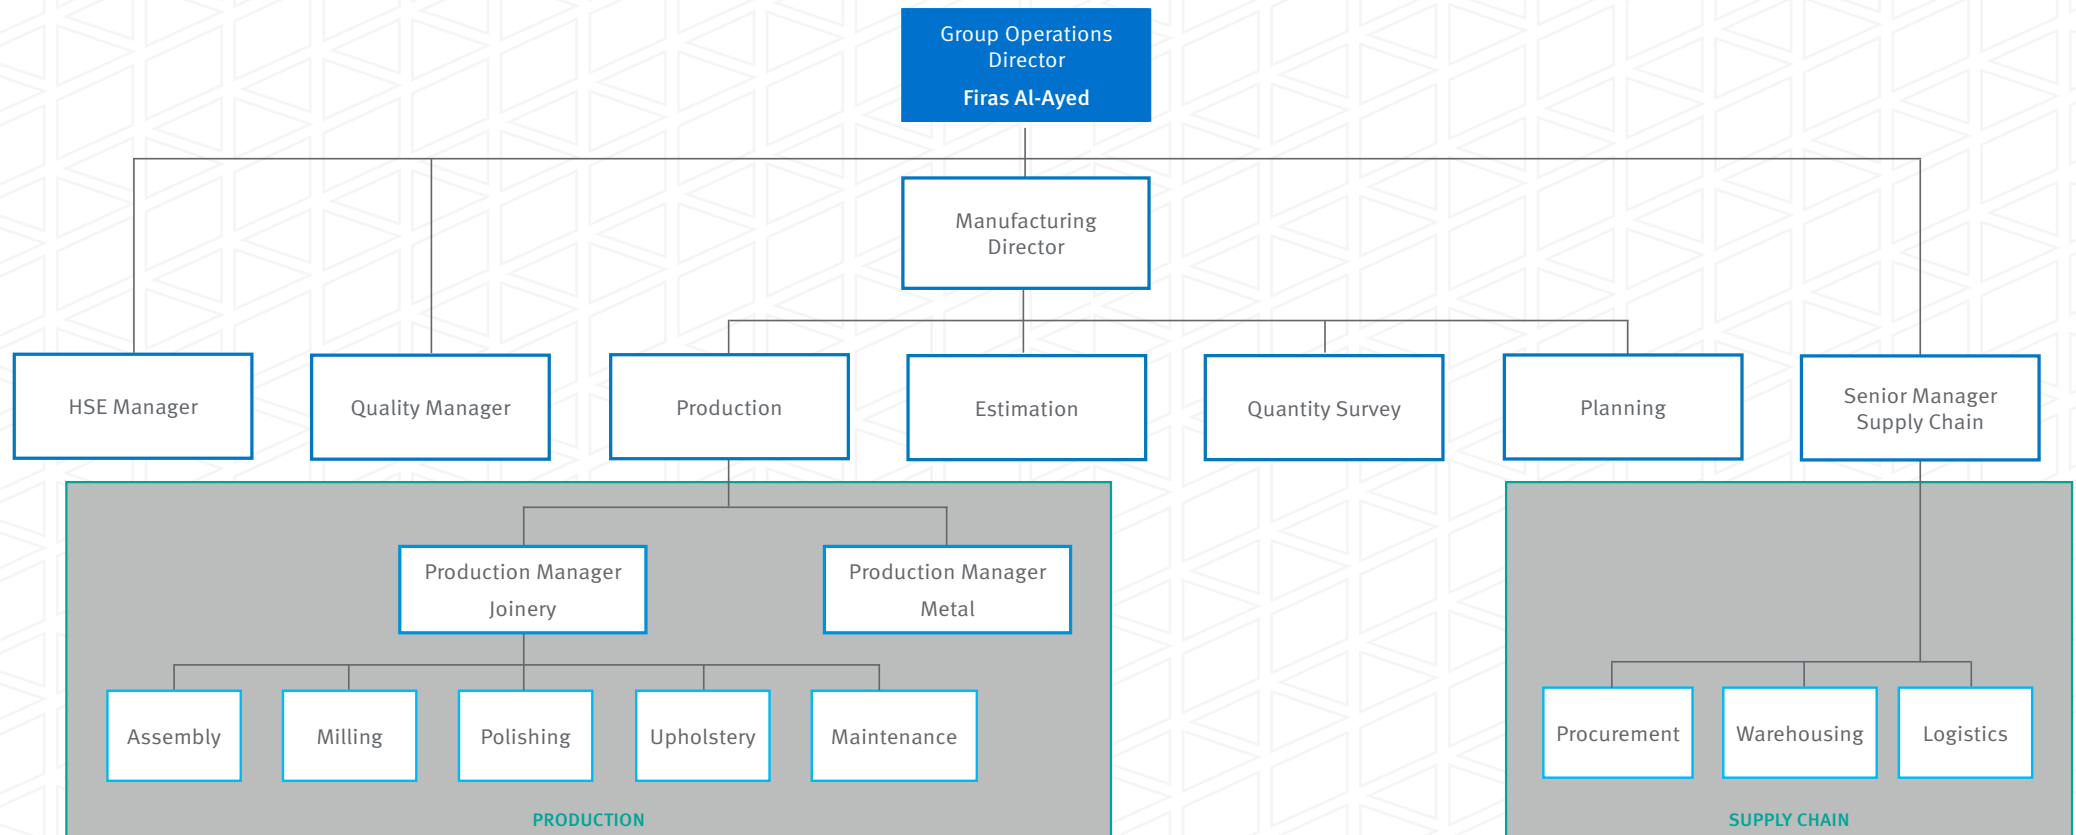 Group Operations
Director
Firas Al-Ayed
Manufacturing
Director
HSE Manager
Quality Manager
Production
Estimation
Quantity Survey
Planning
Senior Manager
Supply Chain
Production Manager
Joinery
Production Manager
Metal
Assembly
Milling
Polishing
Upholstery
Maintenance
Procurement
Warehousing
Logistics
PRODUCTION
SUPPLY CHAIN